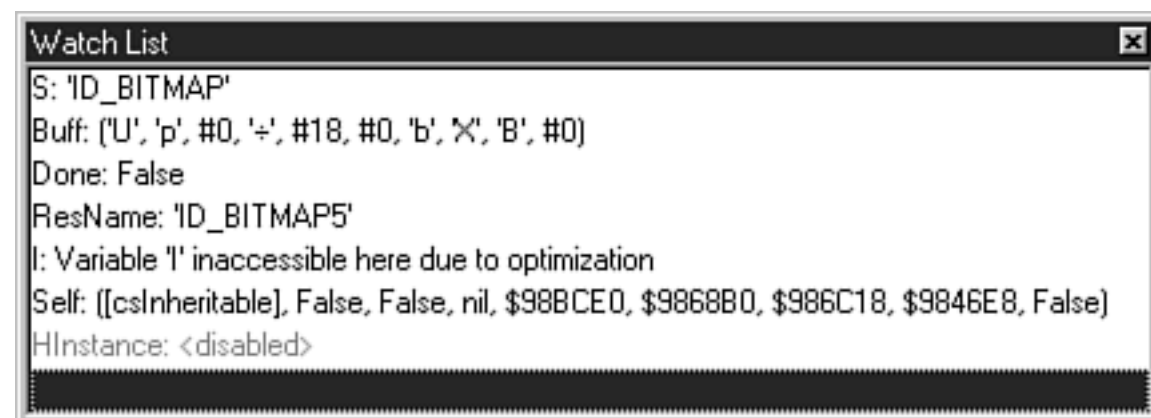 Watch List
S: 'ID_BITMAP'
Buff: ('U', 'p', #0, '÷', #18, #0, 'b', 'X', 'B', #0)
Done: False
ResName: 'ID_BITMAP5'
I: Variable 'I' inaccessible here due to optimization
Self: ([csInheritable], False, False, nil, $98BCE0, $9868B0, $986C18, $9846E8, False)
HInstance: <disabled>